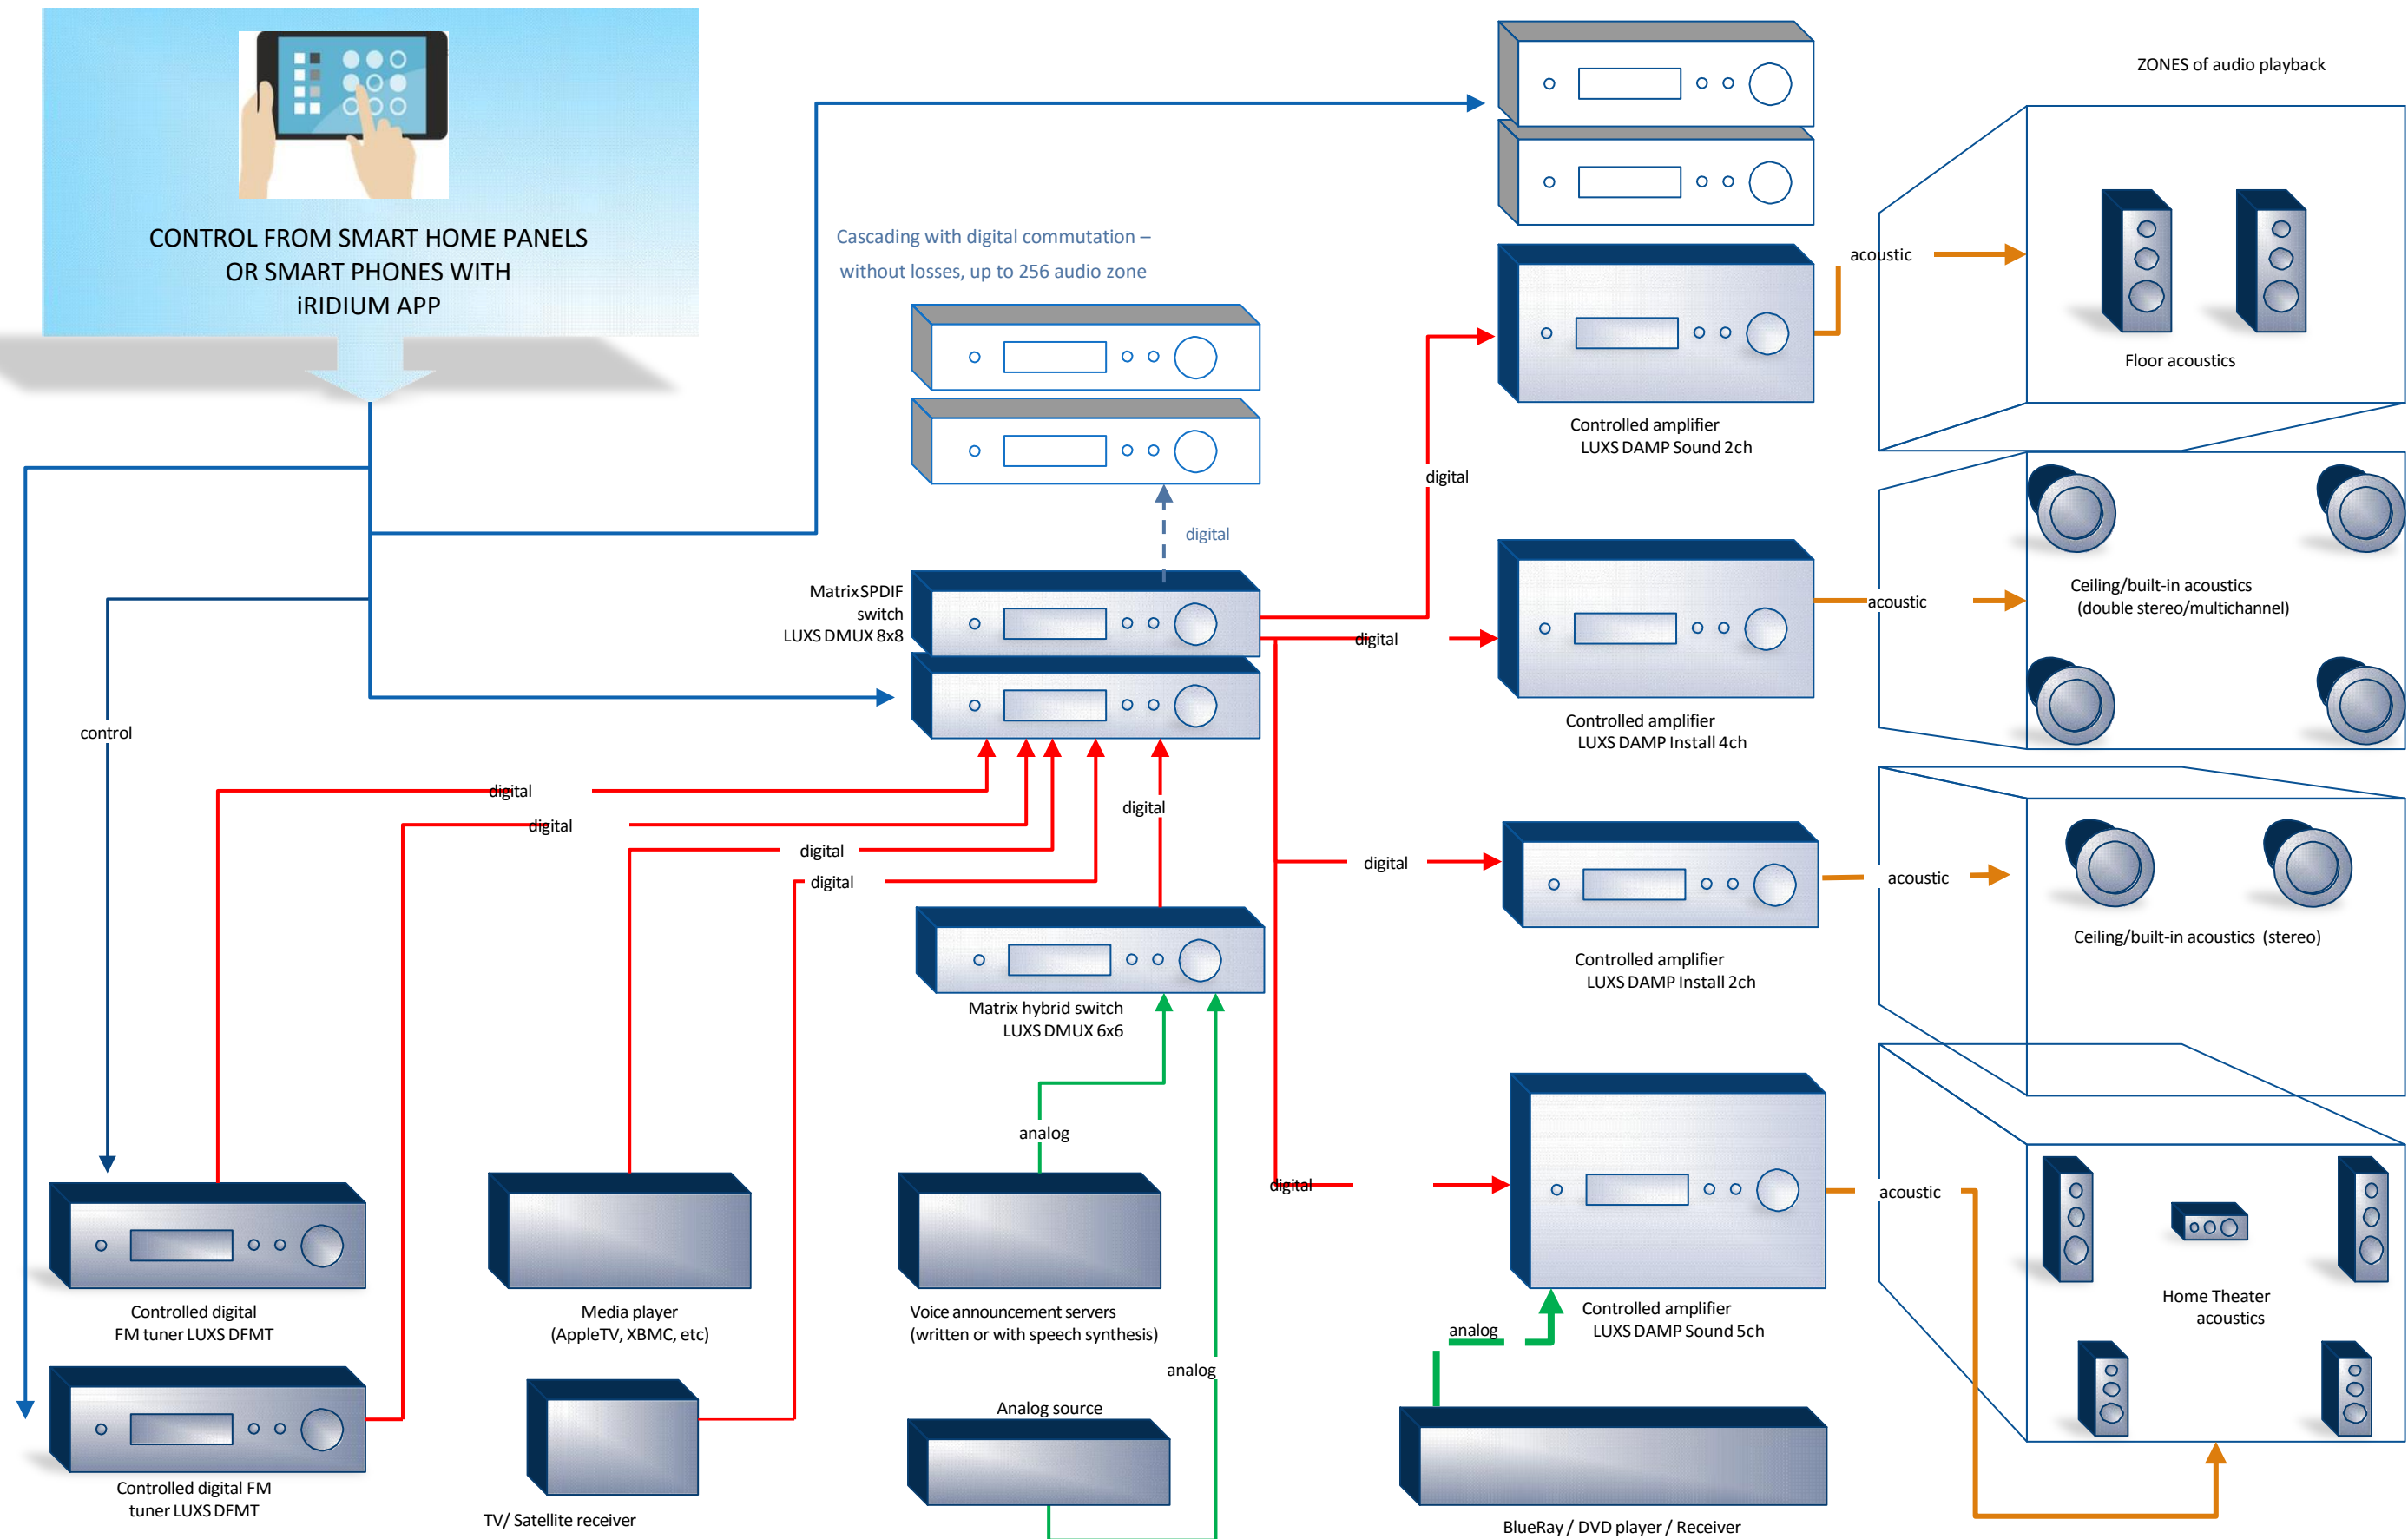 CONTROL FROM SMART HOME PANELS
OR SMART PHONES WITH
iRIDIUM APP
ZONES of audio playback
Cascading with digital commutation –
without losses, up to 256 audio zone
acoustic
Floor acoustics
Controlled amplifier
LUXS DAMP Sound 2ch
digital
digital
Matrix SPDIF
switch
LUXS DMUX 8x8
digital
acoustic
Ceiling/built-in acoustics
(double stereo/multichannel)
Controlled amplifier
LUXS DAMP Install 4ch
control
digital
digital
digital
digital
digital
digital
acoustic
Ceiling/built-in acoustics (stereo)
Controlled amplifier
LUXS DAMP Install 2ch
Matrix hybrid switch
LUXS DMUX 6x6
analog
digital
acoustic
Home Theater
acoustics
Controlled digital
FM tuner LUXS DFMT
Media player
(AppleTV, XBMC, etc)
Voice announcement servers
(written or with speech synthesis)
Controlled amplifier
LUXS DAMP Sound 5ch
analog
analog
Analog source
Controlled digital FM
tuner LUXS DFMT
TV/ Satellite receiver
BlueRay / DVD player / Receiver